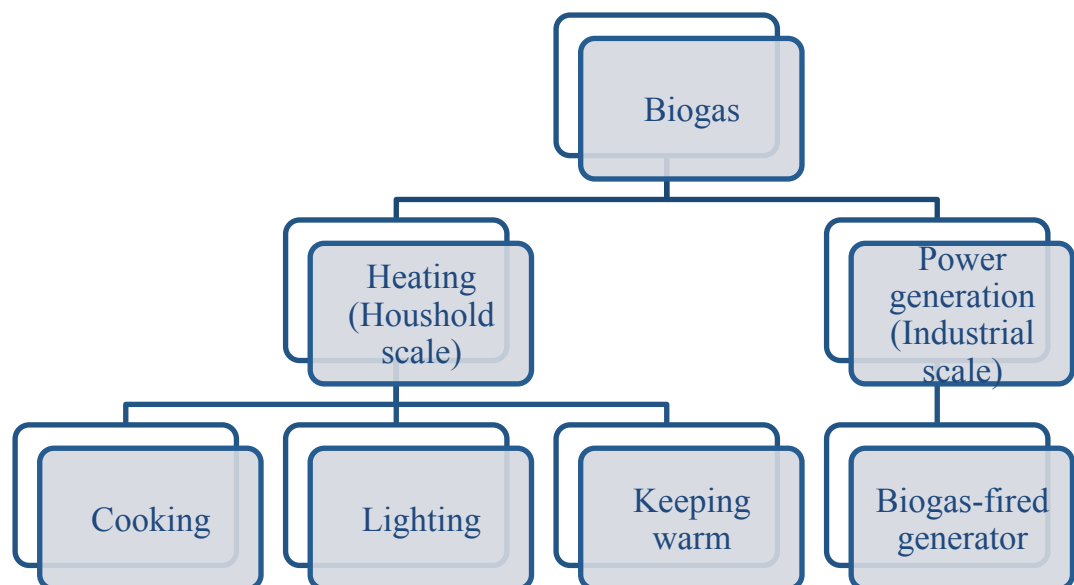 Biogas
Heating
(Houshold
scale)
Power
generation
(Industrial
scale)
Cooking
Lighting
Keeping
warm
Biogas-fired
generator